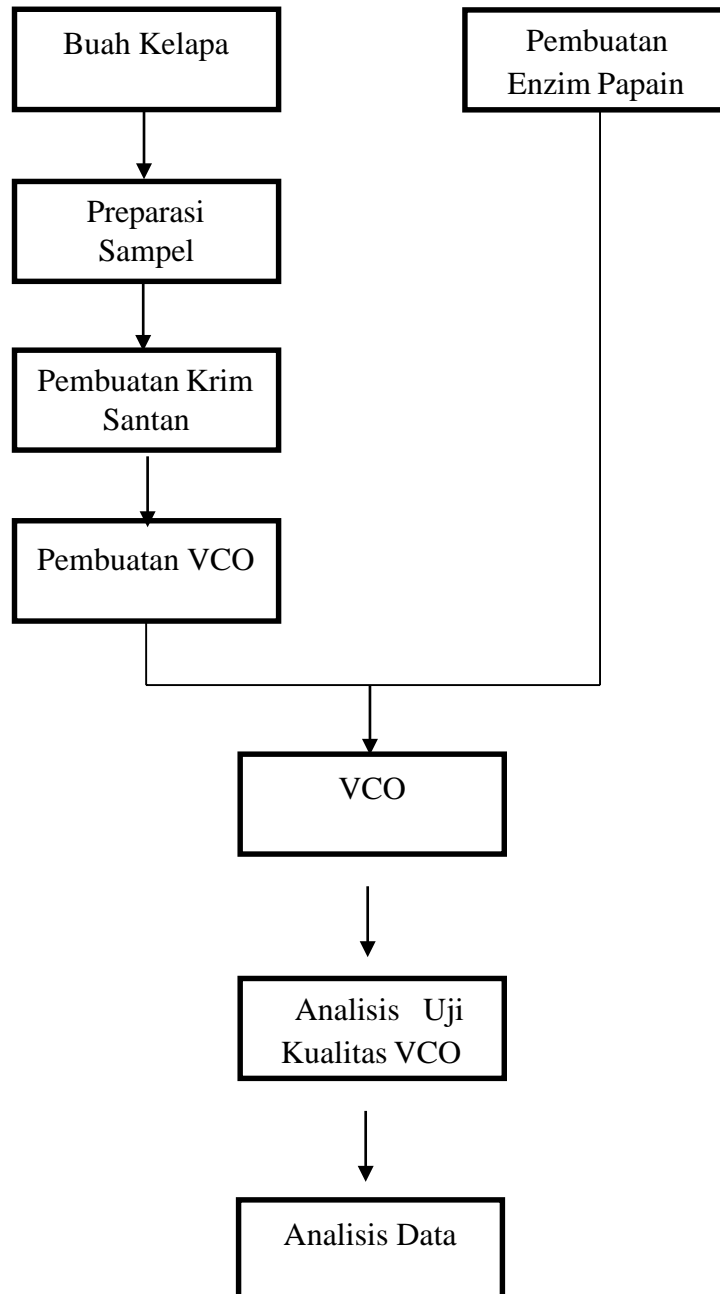 Buah Kelapa
Pembuatan
Enzim Papain
Preparasi
Sampel
Pembuatan Krim
Santan
Pembuatan VCO
VCO
Analisis Uji
Kualitas VCO
Analisis Data